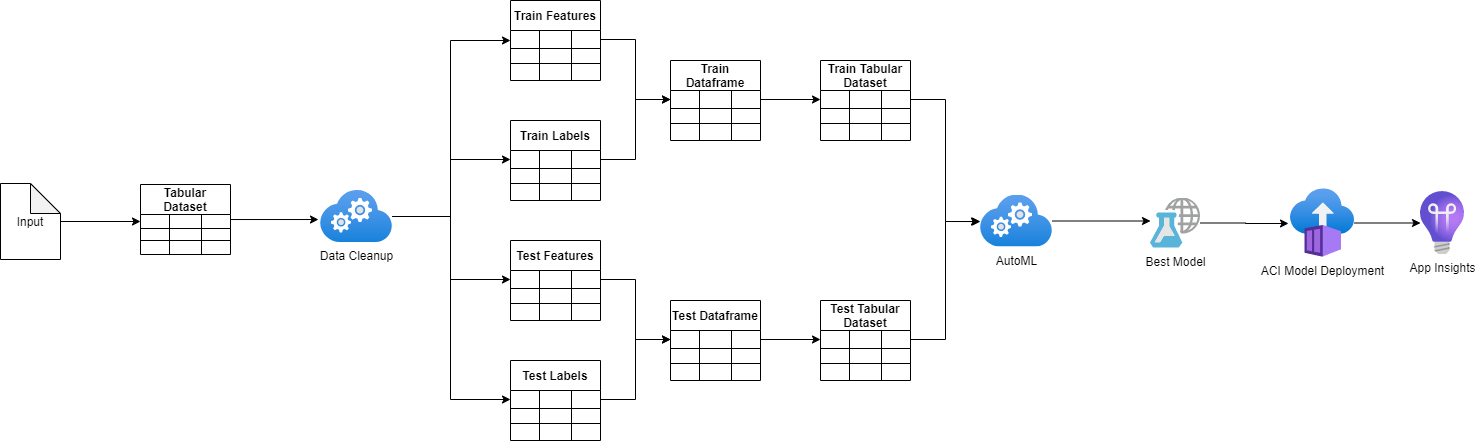 Input
Tabular
Dataset
Data Cleanup
Train Features
Train Labels
Test Features
Test Labels
Train
Dataframe
Test Dataframe
Train Tabular
Dataset
Test Tabular
Dataset
AutoML
Best Model
ACI Model Deployment
App Insights